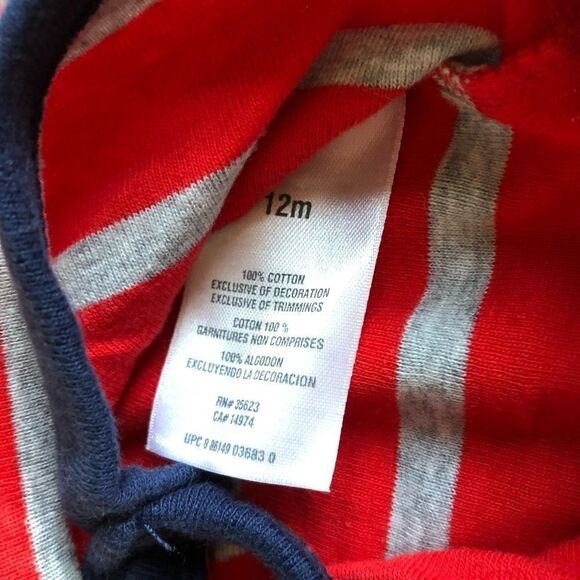 12m
100% COTTON
EXCLUSIVE OF DECORATION
EXCLUSIVE OF TRIMMINGS
COTON 100 %
GARNITURES NON COMPRISES
100% ALGODON
EXCLUYENDO LA DECORACION
RN# 35623
CA# 14974
UPC 9 86149 03683 0